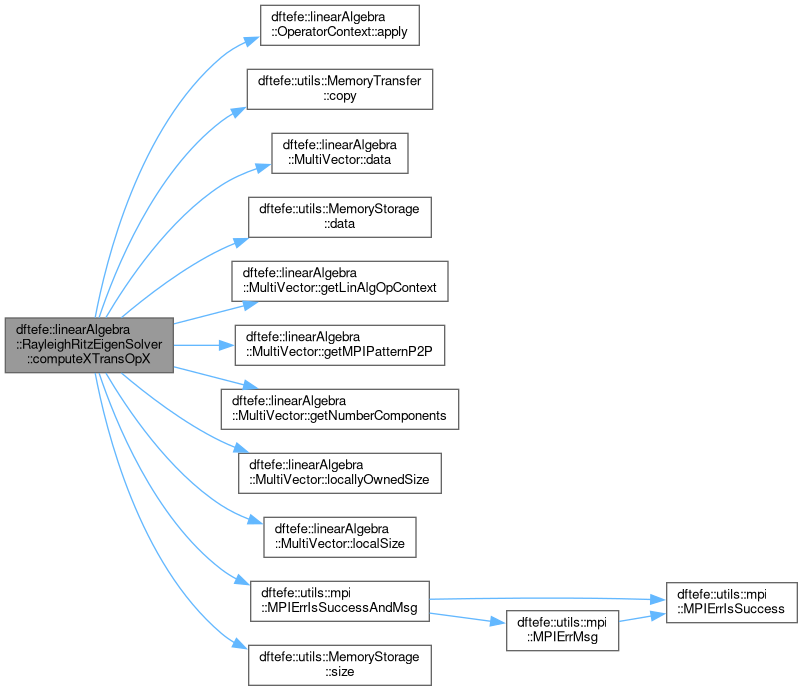 dftefe::linearAlgebra
::OperatorContext::apply
dftefe::utils::MemoryTransfer
::copy
dftefe::linearAlgebra
::MultiVector::data
dftefe::utils::MemoryStorage
::data
dftefe::linearAlgebra
::MultiVector::getLinAlgOpContext
dftefe::linearAlgebra
::RayleighRitzEigenSolver
::computeXTransOpX
dftefe::linearAlgebra
::MultiVector::getMPIPatternP2P
dftefe::linearAlgebra
::MultiVector::getNumberComponents
dftefe::linearAlgebra
::MultiVector::locallyOwnedSize
dftefe::linearAlgebra
::MultiVector::localSize
dftefe::utils::mpi
::MPIErrIsSuccessAndMsg
dftefe::utils::mpi
::MPIErrIsSuccess
dftefe::utils::mpi
::MPIErrMsg
dftefe::utils::MemoryStorage
::size